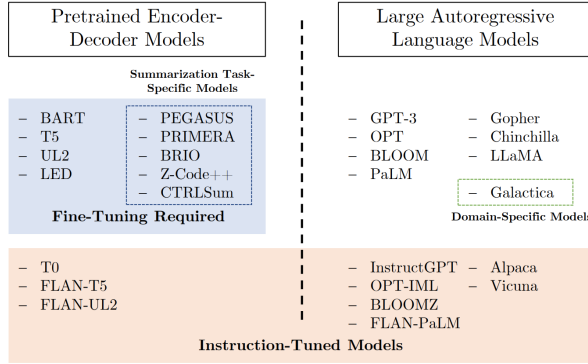 Pretrained Encoder-
Decoder Models
Summarization Task-
Specific Models
– BART
– T5
– UL2
– LED
– PEGASUS
– PRIMERA
– BRIO
– Z-Code++
– CTRLSum
Fine-Tuning Required
Large Autoregressive
Language Models
– GPT-3
– OPT
– BLOOM
– PaLM
– Gopher
– Chinchilla
– LLaMA
– Galactica
Domain-Specific Models
– T0
– FLAN-T5
– FLAN-UL2
– InstructGPT
– OPT-IML
– BLOOMZ
– FLAN-PaLM
– Alpaca
– Vicuna
Instruction-Tuned Models